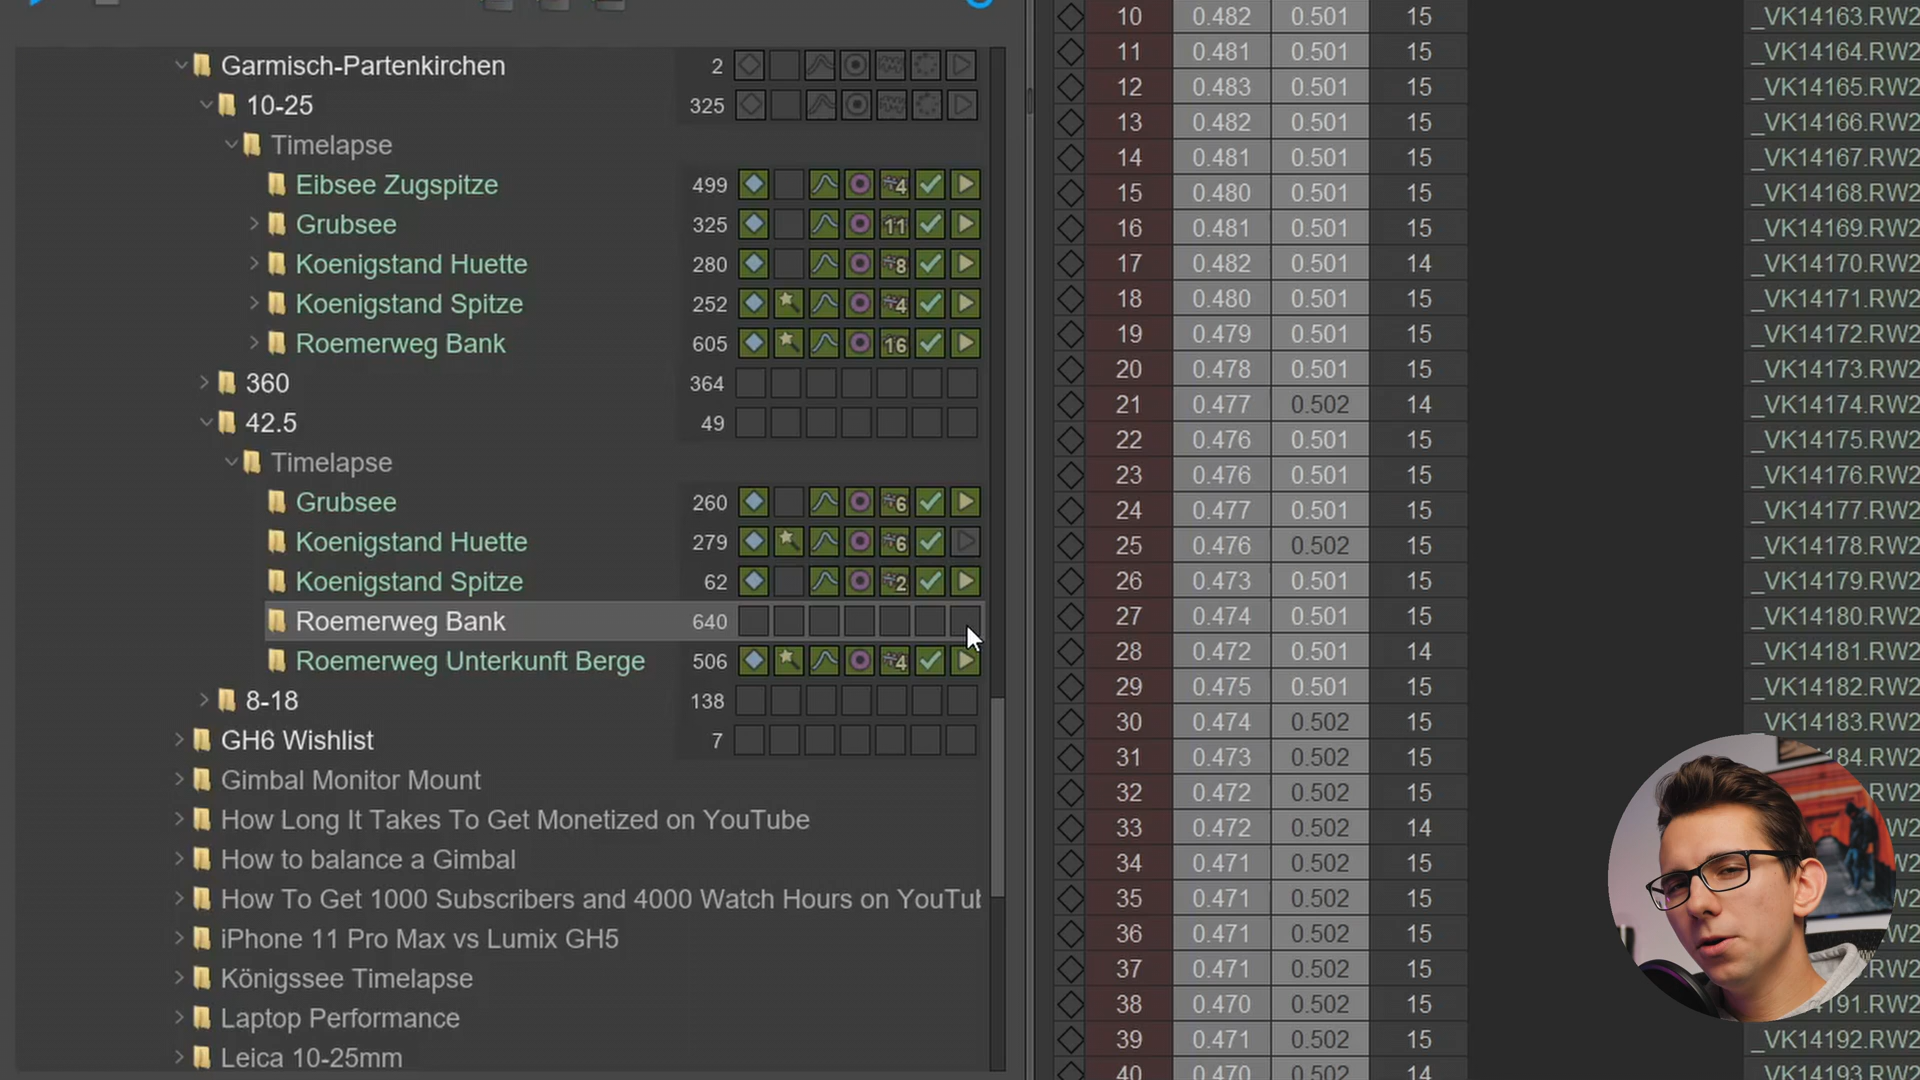 Garmisch-Partenkirchen 2
10-25 325
Timelapse
Eibsee Zugspitze 499 4
Grubsee 325 11
Koenigstand Huette 280 8
Koenigstand Spitze 252 4
Roemerweg Bank 605 16
360 364
42.5 49
Timelapse
Grubsee 260 6
Koenigstand Huette 279 6
Koenigstand Spitze 62 2
Roemerweg Bank 640
Roemerweg Unterkunft Berge 506 4
8-18 138
GH6 Wishlist 7
Gimbal Monitor Mount
How Long It Takes To Get Monetized on YouTube
How to balance a Gimbal
How To Get 1000 Subscribers and 4000 Watch Hours on YouTub
iPhone 11 Pro Max vs Lumix GH5
Königssee Timelapse
Laptop Performance
Leica 10-25mm
10 0.482 0.501 15 _VK14163.RW2
11 0.481 0.501 15 _VK14164.RW2
12 0.483 0.501 15 _VK14165.RW2
13 0.482 0.501 15 _VK14166.RW2
14 0.481 0.501 15 _VK14167.RW2
15 0.480 0.501 15 _VK14168.RW2
16 0.481 0.501 15 _VK14169.RW2
17 0.482 0.501 14 _VK14170.RW2
18 0.480 0.501 15 _VK14171.RW2
19 0.479 0.501 15 _VK14172.RW2
20 0.478 0.501 15 _VK14173.RW2
21 0.477 0.502 14 _VK14174.RW2
22 0.476 0.501 15 _VK14175.RW2
23 0.476 0.501 15 _VK14176.RW2
24 0.477 0.501 15 _VK14177.RW2
25 0.476 0.502 15 _VK14178.RW2
26 0.473 0.501 15 _VK14179.RW2
27 0.474 0.501 15 _VK14180.RW2
28 0.472 0.501 14 _VK14181.RW2
29 0.475 0.501 15 _VK14182.RW2
30 0.474 0.502 15 _VK14183.RW2
31 0.473 0.502 15 184.RW2
32 0.472 0.502 15 RW2
33 0.472 0.502 14 W2
34 0.471 0.502 15 W2
35 0.471 0.502 15 W2
36 0.471 0.502 15 W2
37 0.471 0.502 15 RW2
38 0.470 0.502 15 4191.RW2
39 0.471 0.502 15 _VK14192.RW2
40 0.470 0.502 14 _VK14193.RW2